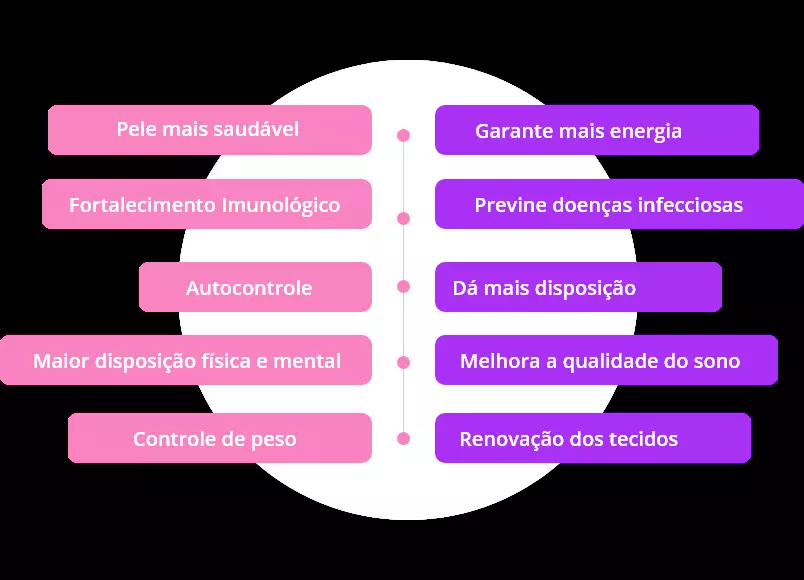 Pele mais saudável
Garante mais energia
Fortalecimento Imunológico
Previne doenças infecciosas
Autocontrole
Dá mais disposição
Maior disposição física e mental
Melhora a qualidade do sono
Controle de peso
Renovação dos tecidos